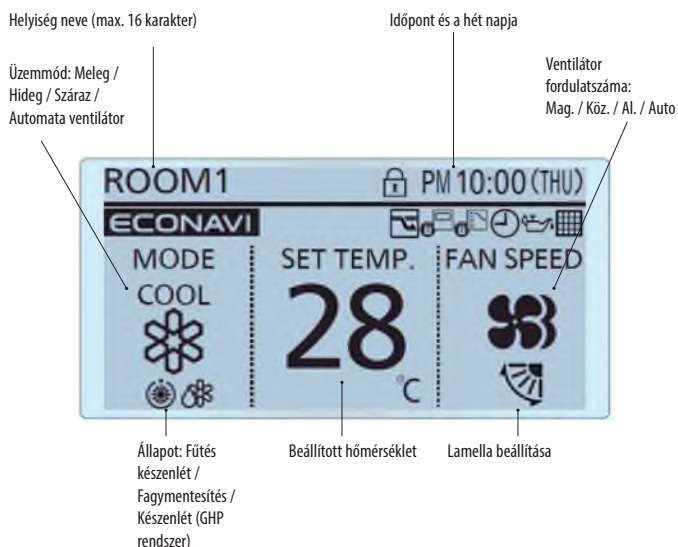 Helyiség neve (max. 16 karakter)
Időpont és a hét napja
Üzemmód: Meleg /
Hideg / Száraz /
Automata ventilátor
Ventilátor
fordulatszáma:
Mag. / Köz. / Al. / Auto
ROOM1
PM 10:00 (THU)
ECONAVI
MODE
COOL
SET TEMP.
28
°C
FAN SPEED
Állapot: Fűtés
készenlét /
Fagymentesítés /
Készenlét (GHP
rendszer)
Beállított hőmérséklet
Lamella beállítása